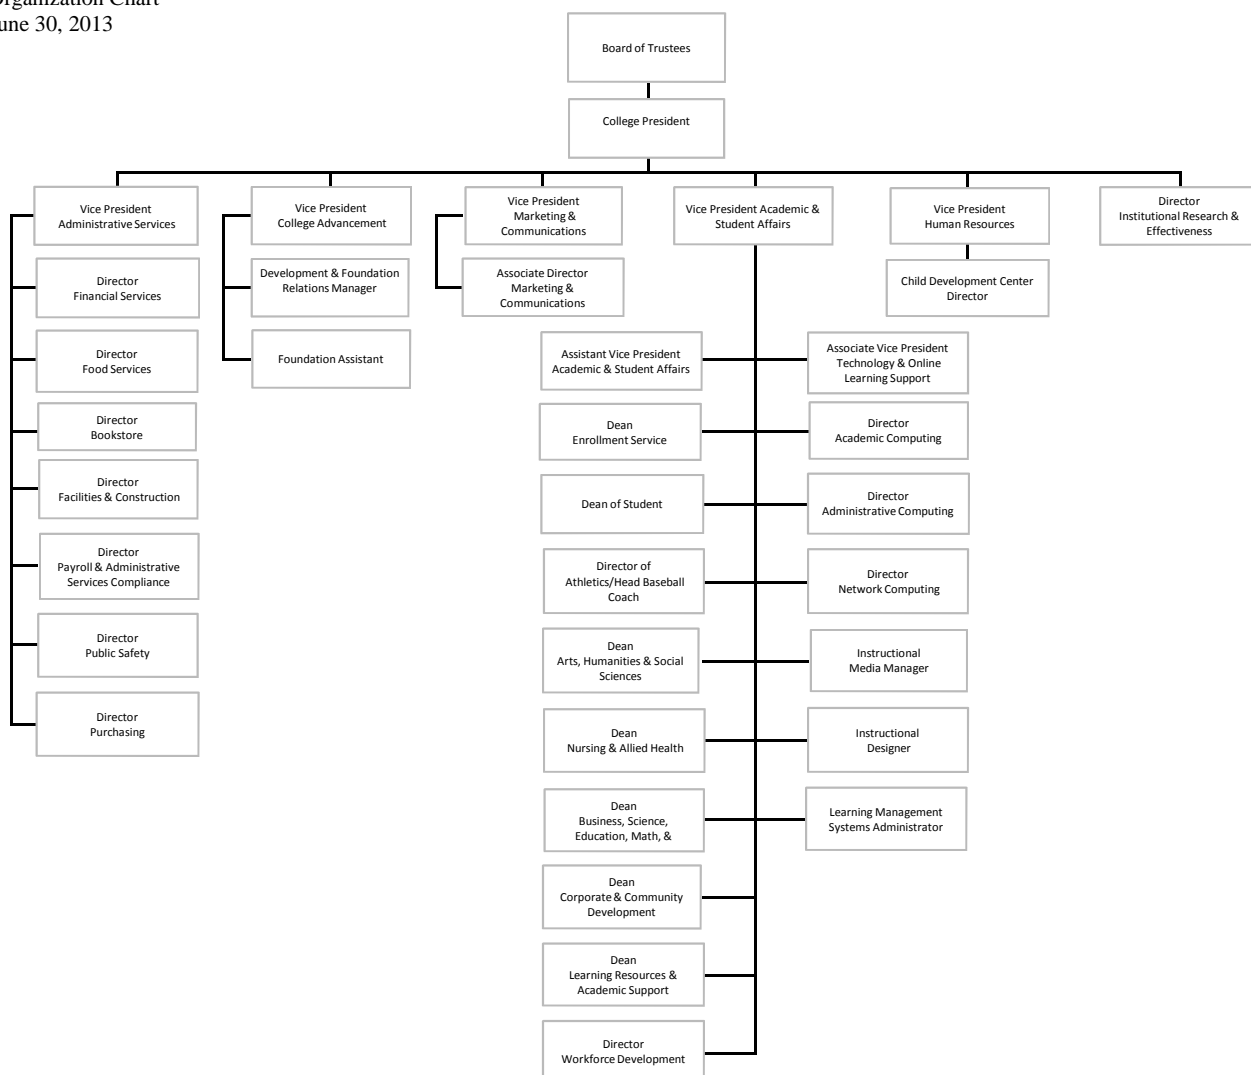 June 30, 2013
Board of Trustees
College President
Vice President
Administrative Services
Vice President
College Advancement
Vice President
Marketing &
Communications
Vice President Academic &
Student Affairs
Vice President
Human Resources
Director
Institutional Research &
Effectiveness
Director
Financial Services
Development & Foundation
Relations Manager
Associate Director
Marketing &
Communications
Child Development Center
Director
Director
Food Services
Foundation Assistant
Assistant Vice President
Academic & Student Affairs
Associate Vice President
Technology & Online
Learning Support
Director
Bookstore
Dean
Enrollment Service
Director
Academic Computing
Director
Facilities & Construction
Dean of Student
Director
Administrative Computing
Director
Payroll & Administrative
Services Compliance
Director of
Athletics/Head Baseball
Coach
Director
Network Computing
Director
Public Safety
Dean
Arts, Humanities & Social
Sciences
Instructional
Media Manager
Director
Purchasing
Dean
Nursing & Allied Health
Instructional
Designer
Dean
Business, Science,
Education, Math, &
Learning Management
Systems Administrator
Dean
Corporate & Community
Development
Dean
Learning Resources &
Academic Support
Director
Workforce Development